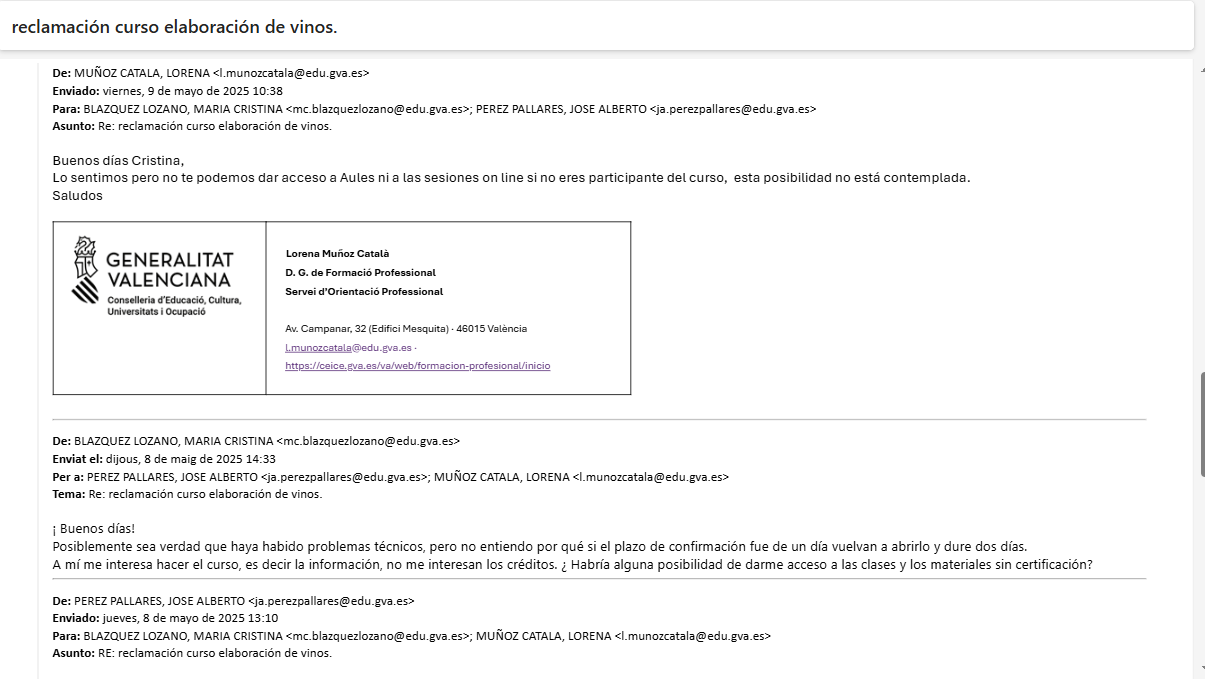 reclamación curso elaboración de vinos.
De: MUÑOZ CATALA, LORENA <l.munozcatala@edu.gva.es>
Enviado: viernes, 9 de mayo de 2025 10:38
Para: BLAZQUEZ LOZANO, MARIA CRISTINA <mc.blazquezlozano@edu.gva.es>; PEREZ PALLARES, JOSE ALBERTO <ja.perezpallares@edu.gva.es>
Asunto: Re: reclamación curso elaboración de vinos.
Buenos días Cristina,
Lo sentimos pero no te podemos dar acceso a Aules ni a las sesiones on line si no eres participante del curso,  esta posibilidad no está contemplada.
Saludos
GENERALITAT
VALENCIANA
Conselleria d'Educació, Cultura,
Universitats i Ocupació
Lorena Muñoz Català
D. G. de Formació Professional
Servei d'Orientació Professional
Av. Campanar, 32 (Edifici Mesquita) · 46015 València
l.munozcatala@edu.gva.es ·
https://ceice.gva.es/va/web/formacion-profesional/inicio
De: BLAZQUEZ LOZANO, MARIA CRISTINA <mc.blazquezlozano@edu.gva.es>
Enviat el: dijous, 8 de maig de 2025 14:33
Per a: PEREZ PALLARES, JOSE ALBERTO <ja.perezpallares@edu.gva.es>; MUÑOZ CATALA, LORENA <l.munozcatala@edu.gva.es>
Tema: Re: reclamación curso elaboración de vinos.
¡ Buenos días!
Posiblemente sea verdad que haya habido problemas técnicos, pero no entiendo por qué si el plazo de confirmación fue de un día vuelvan a abrirlo y dure dos días.
A mí me interesa hacer el curso, es decir la información, no me interesan los créditos. ¿ Habría alguna posibilidad de darme acceso a las clases y los materiales sin certificación?
De: PEREZ PALLARES, JOSE ALBERTO <ja.perezpallares@edu.gva.es>
Enviado: jueves, 8 de mayo de 2025 13:10
Para: BLAZQUEZ LOZANO, MARIA CRISTINA <mc.blazquezlozano@edu.gva.es>; MUÑOZ CATALA, LORENA <l.munozcatala@edu.gva.es>
Asunto: RE: reclamación curso elaboración de vinos.